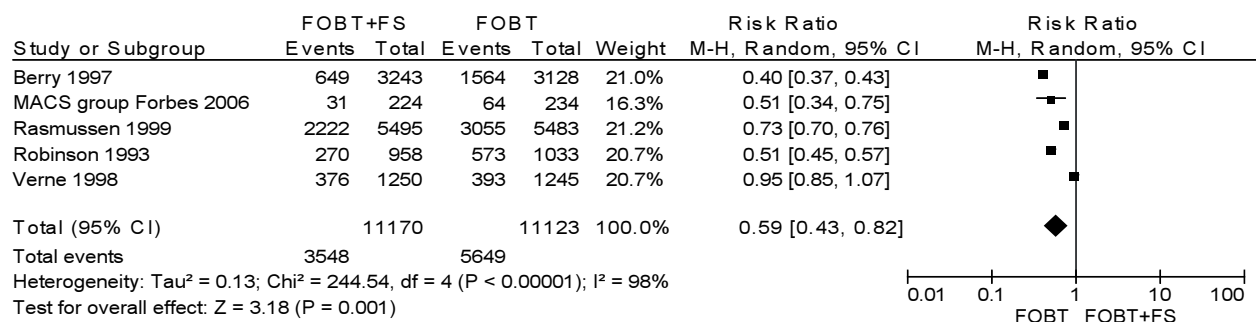 FOBT+FS FOBT Risk Ratio Risk Ratio
Study or Subgroup Events Total Events Total Weight M-H, Random, 95% CI M-H, Random, 95% CI
Berry 1997 649 3243 1564 3128 21.0% 0.40 [0.37, 0.43]
MACS group Forbes 2006 31 224 64 234 16.3% 0.51 [0.34, 0.75]
Rasmussen 1999 2222 5495 3055 5483 21.2% 0.73 [0.70, 0.76]
Robinson 1993 270 958 573 1033 20.7% 0.51 [0.45, 0.57]
Verne 1998 376 1250 393 1245 20.7% 0.95 [0.85, 1.07]
Total (95% CI) 11170 11123 100.0% 0.59 [0.43, 0.82]
Total events 3548 5649
Heterogeneity: Tau² = 0.13; Chi² = 244.54, df = 4 (P < 0.00001); I² = 98%
Test for overall effect: Z = 3.18 (P = 0.001)
0.01 0.1 1 10 100
FOBT FOBT+FS